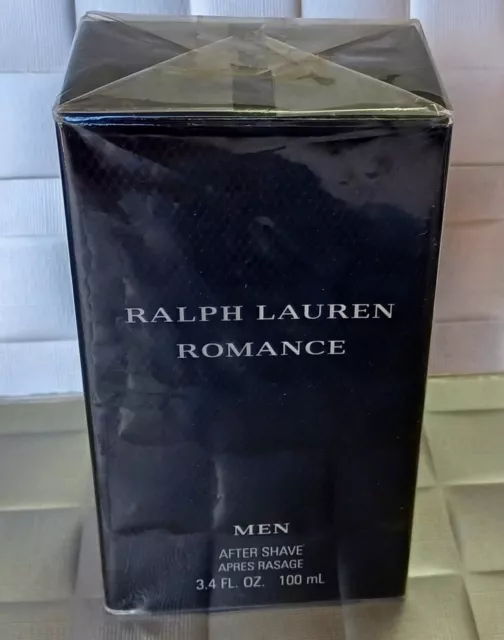 RALPH LAUREN
ROMANCE
MEN
AFTER SHAVE
APRES RASAGE
3.4 FL. OZ. 100 mL